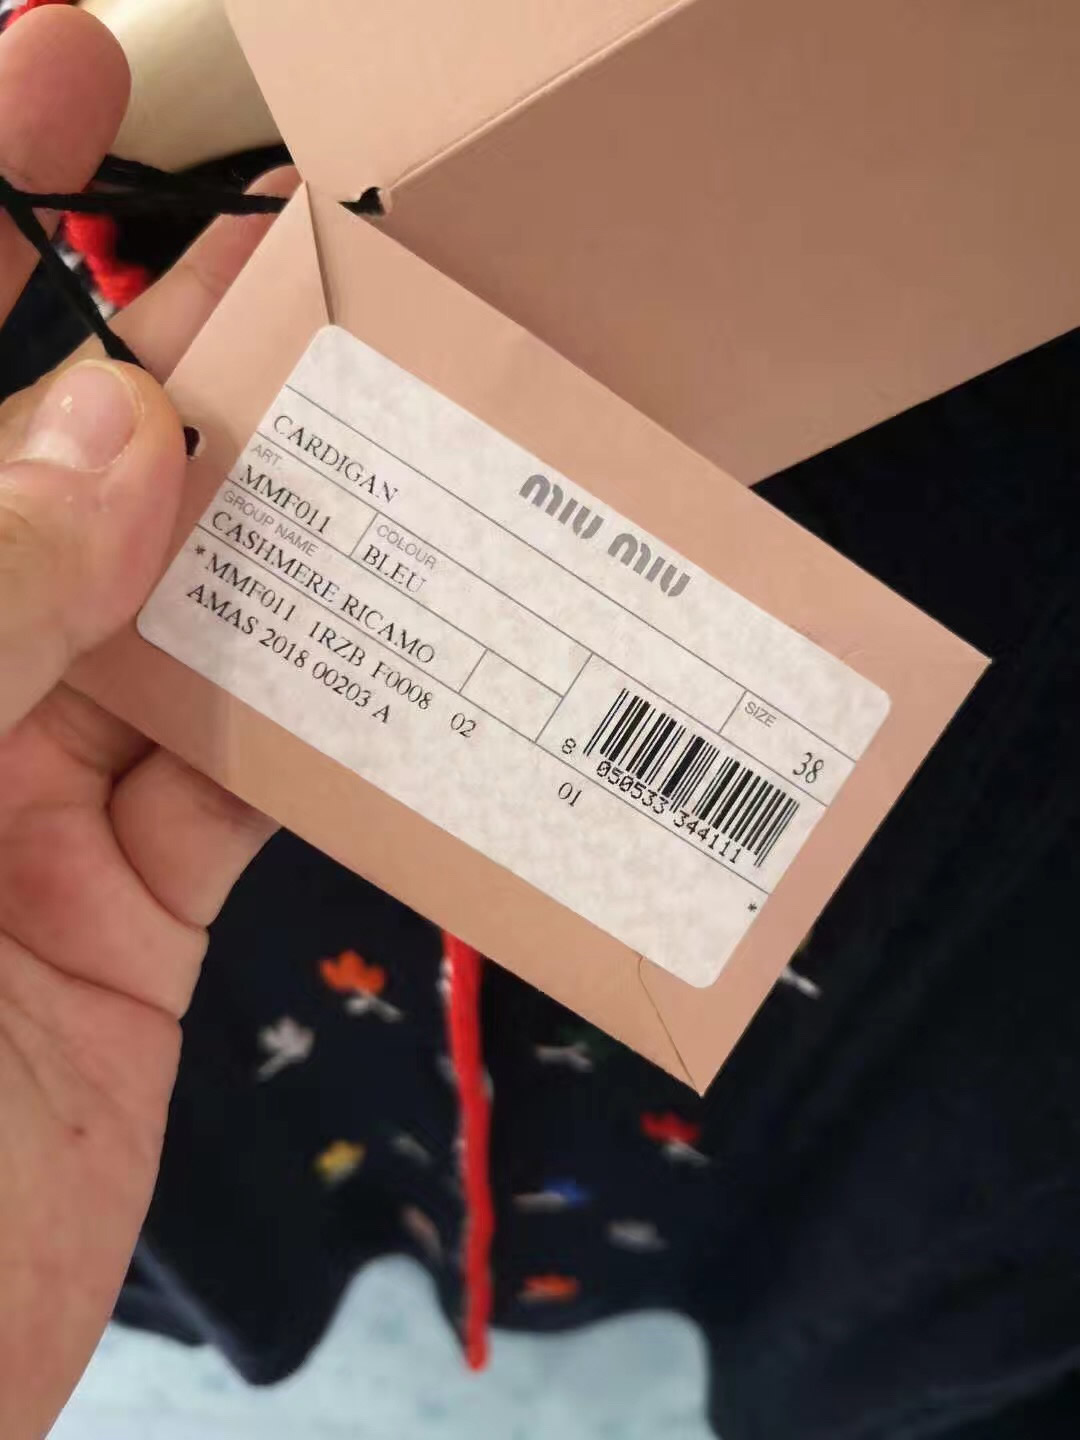 MIU MIU
CARDIGAN
ART.
MMF011
COLOUR
BLEU
SIZE
38
GROUP NAME
CASHMERE RICAMO
*MMF011 1RZB F0008 02 01 *
AMAS 2018 00203 A
8 050533 344111